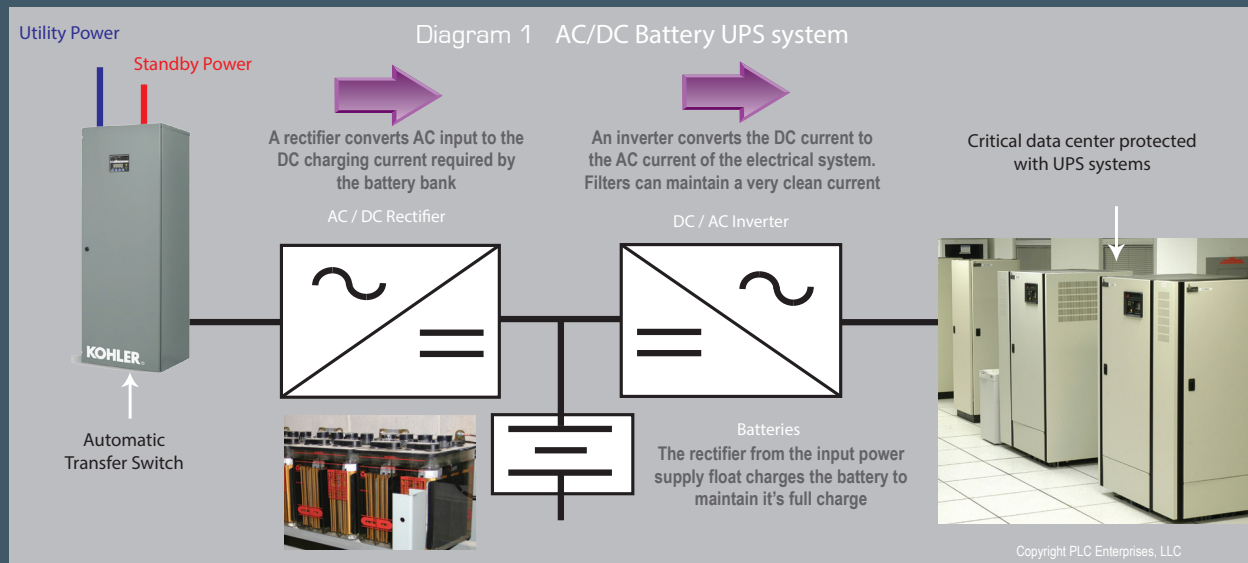 Diagram 1 AC/DC Battery UPS system
Utility Power
Standby Power
A rectifier converts AC input to the
DC charging current required by
the battery bank
An inverter converts the DC current to
the AC current of the electrical system.
Filters can maintain a very clean current
Critical data center protected
with UPS systems
AC / DC Rectifier
DC / AC Inverter
KOHLER®
Automatic
Transfer Switch
Batteries
The rectifier from the input power
supply float charges the battery to
maintain it's full charge
Copyright PLC Enterprises, LLC